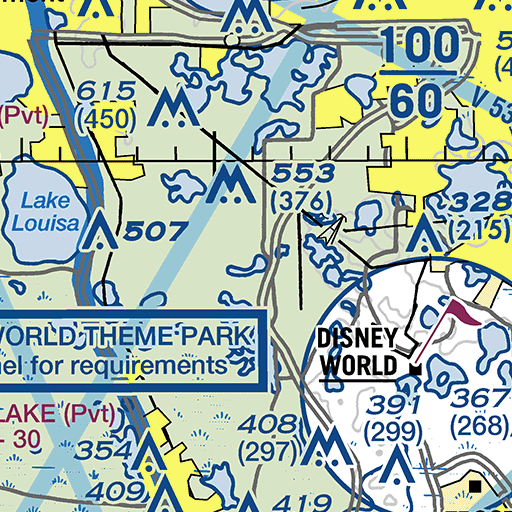 100
60
615
(450)
(Pvt)
V 53
553
(376)
328
(215)
Lake
Louisa
507
WORLD THEME PARK
nel for requirements
DISNEY
WORLD
LAKE (Pvt)
- 30
391
(299)
367
(268)
408
(297)
354
409
419